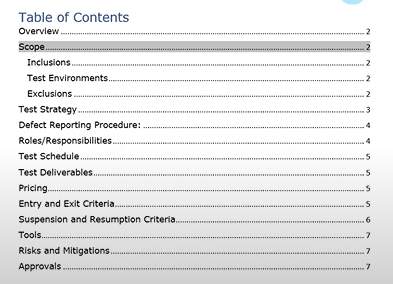 Table of Contents
Overview ........ 2
Scope ........ 2
Inclusions ........ 2
Test Environments ........ 2
Exclusions ........ 2
Test Strategy ........ 3
Defect Reporting Procedure: ........ 4
Roles/Responsibilities ........ 4
Test Schedule ........ 5
Test Deliverables ........ 5
Pricing ........ 5
Entry and Exit Criteria ........ 5
Suspension and Resumption Criteria ........ 6
Tools ........ 7
Risks and Mitigations ........ 7
Approvals ........ 7